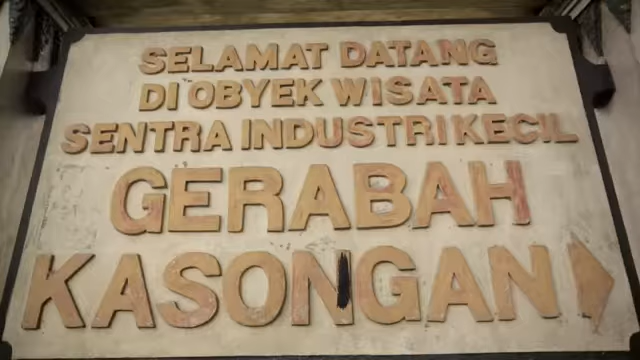 SELAMAT DATANG
DI OBYEK WISATA
SENTRA INDUSTRI KECIL
GERABAH
KASONGAN